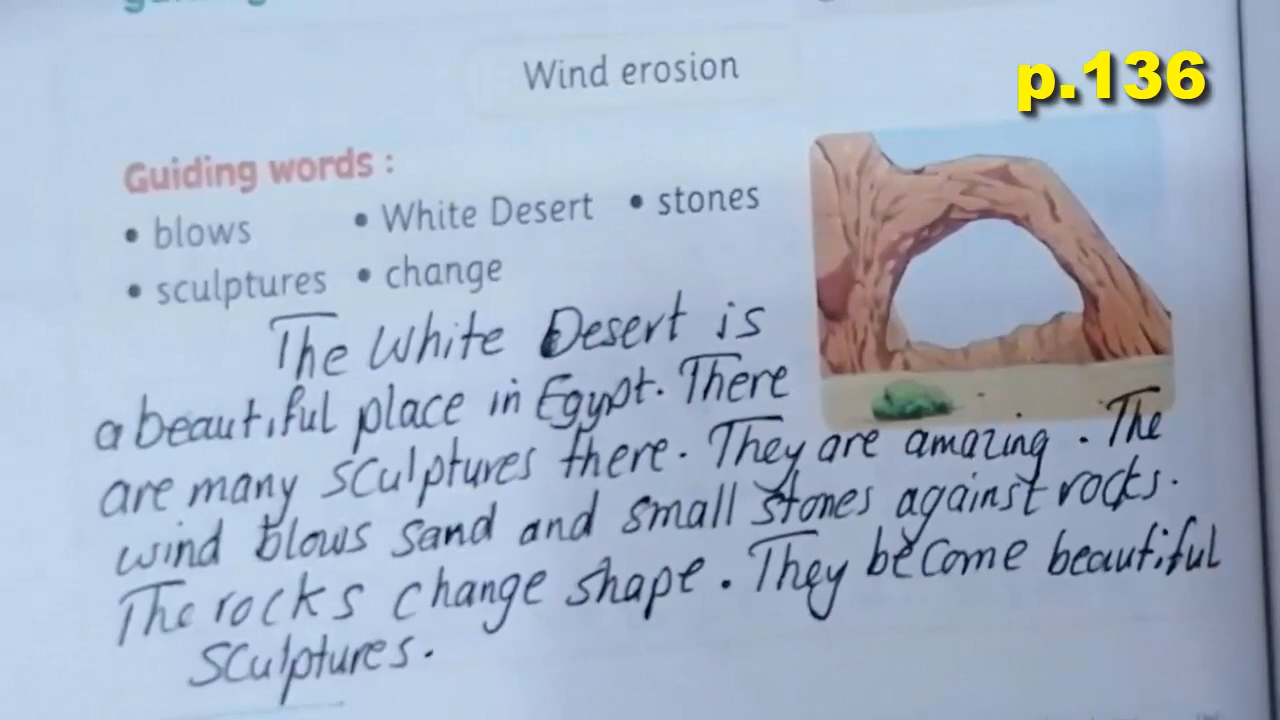 Wind erosion
p.136
Guiding words :
• blows • White Desert • stones
• sculptures • change
The White Desert is
a beautiful place in Egypt. There
are many sculptures there. They are amazing. The
wind blows sand and small stones against rocks.
The rocks change shape. They become beautiful
sculptures.